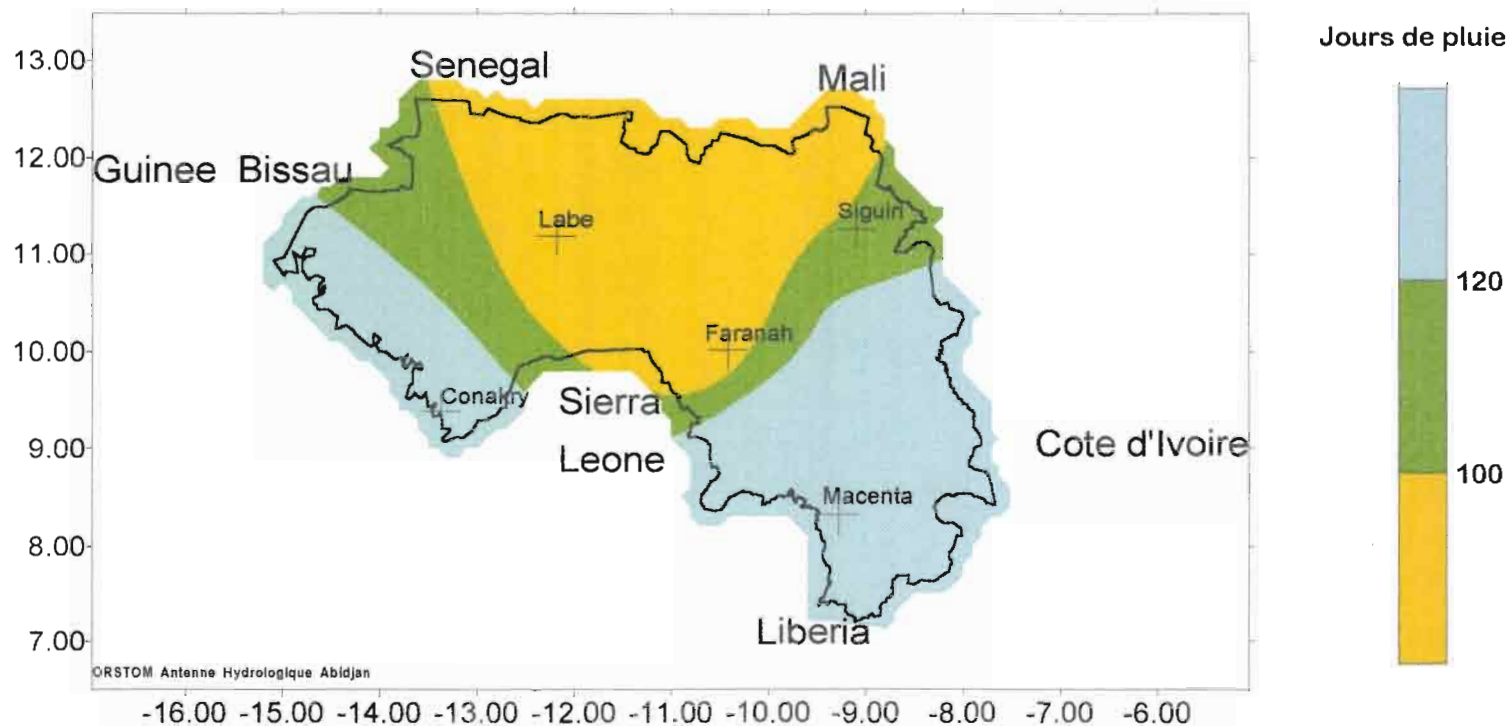 Jours de pluie
13.00
12.00
11.00
10.00
9.00
8.00
7.00
Senegal
Mali
Guinee Bissau
Labe
Siguiri
Faranah
Conakry
Sierra
Leone
Cote d'Ivoire
Macenta
Liberia
ORSTOM Antenne Hydrologique Abidjan
-16.00 -15.00 -14.00 -13.00 -12.00 -11.00 -10.00 -9.00 -8.00 -7.00 -6.00
120
100